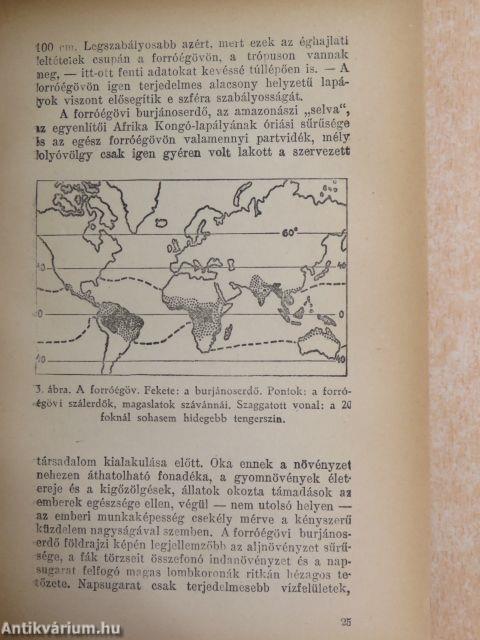 100 cm. Legszabályosabb azért, mert ezek az éghajlati
feltételek csupán a forróégövön, a trópuson vannak
meg, — itt-ott fenti adatokat kevéssé túllépően is. — A
forróégövön igen terjedelmes alacsony helyzetű lapá-
lyok viszont elősegítik e szféra szabályosságát.
A forróégövi burjánoserdő, az amazonászi „selva“,
az egyenlítői Afrika Kongó-lapályának óriási sűrűsége
és az egész forróégövön valamennyi partvidék, mély
folyóvölgy csak igen gyéren volt lakott a szervezett
60°
40
40
0
0
40
40
3. ábra. A forróégöv. Fekete: a burjánoserdő. Pontok: a forró-
égövi szálerdők, magaslatok szávánnái. Szaggatott vonal: a 20
foknál sohasem hidegebb tengerszin.
társadalom kialakulása előtt. Oka ennek a növényzet
nehezen áthatolható fonadéka, a gyomnövények élet-
ereje és a kigőzölgések, állatok okozta támadások az
emberek egészsége ellen, végül — nem utolsó helyen —
az emberi munkaképesség csekély mérve a kényszerű
küzdelem nagyságával szemben. A forróégövi burjános-
erdő földrajzi képén legjellemzőbb az aljnövényzet sűrű-
sége, a fák törzseit összefonó indanövényzet és a nap-
sugarat felfogó magas lombkoronák ritkán hézagos te-
tőzete. Napsugarat csak terjedelmesebb vízfelületek,
25
Antikvárium.hu